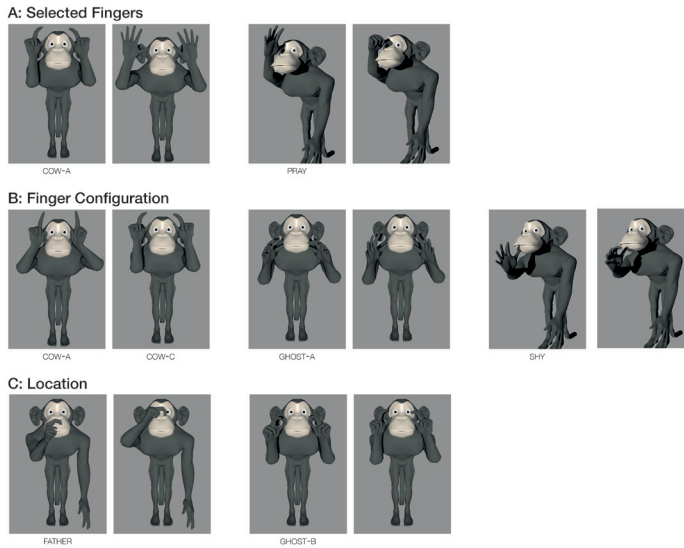 A: Selected Fingers
COW-A
PRAY
B: Finger Configuration
COW-A
COW-C
GHOST-A
SHY
C: Location
FATHER
GHOST-B